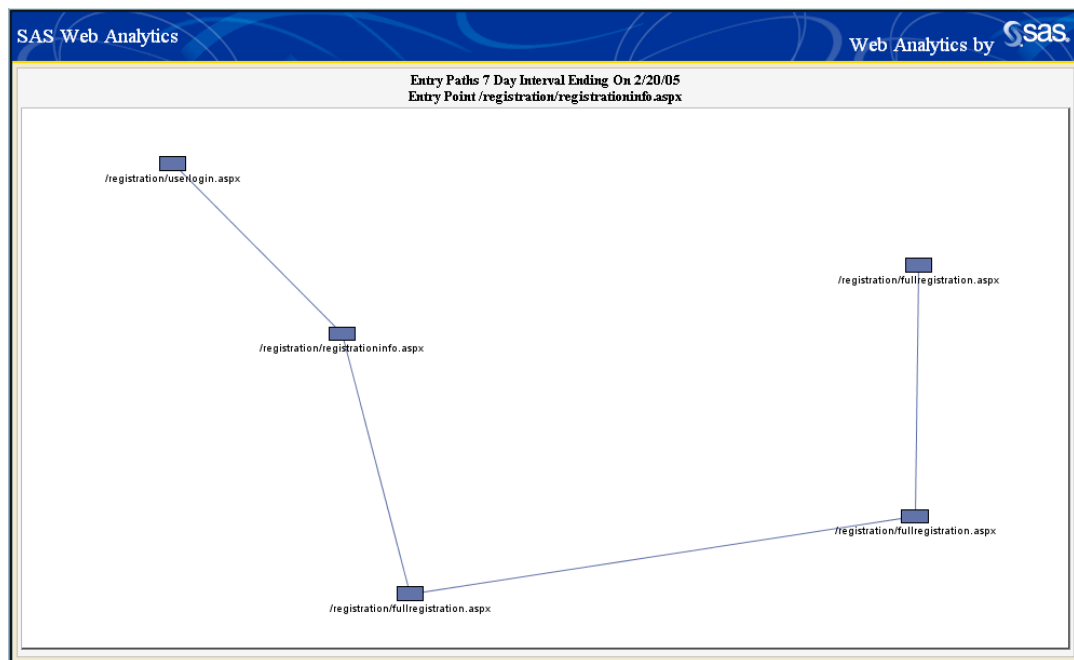 SAS Web Analytics
Web Analytics by sas.
Entry Paths 7 Day Interval Ending On 2/20/05
Entry Point /registration/registrationinfo.aspx
/registration/userlogin.aspx
/registration/fullregistration.aspx
/registration/registrationinfo.aspx
/registration/fullregistration.aspx
/registration/fullregistration.aspx